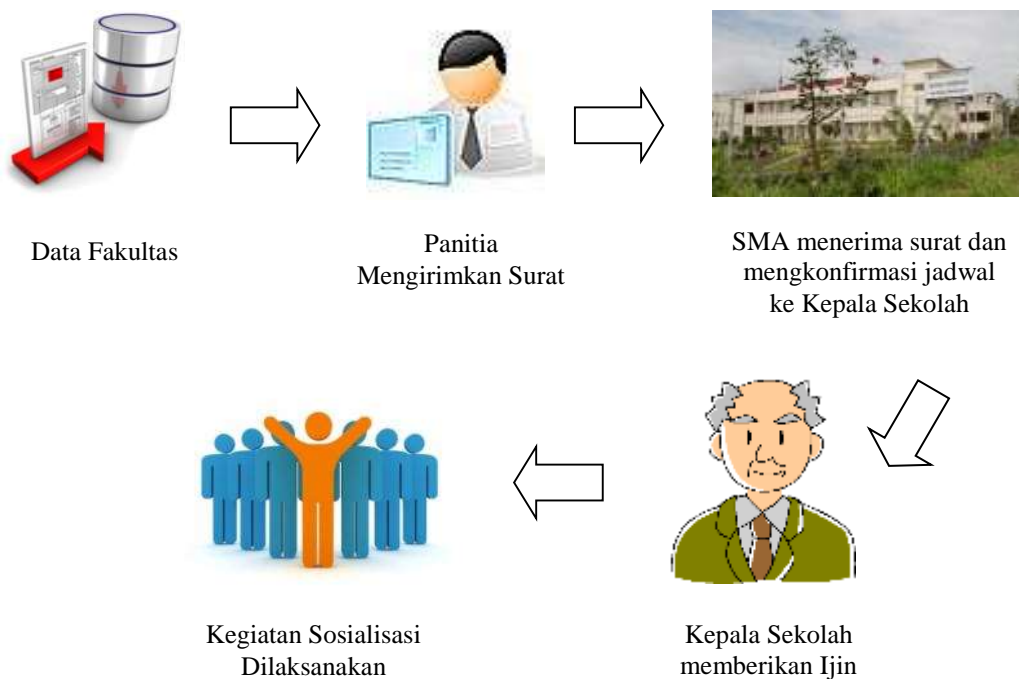 Data Fakultas
Panitia
Mengirimkan Surat
SMA menerima surat dan
mengkonfirmasi jadwal
ke Kepala Sekolah
Kegiatan Sosialisasi
Dilaksanakan
Kepala Sekolah
memberikan Ijin